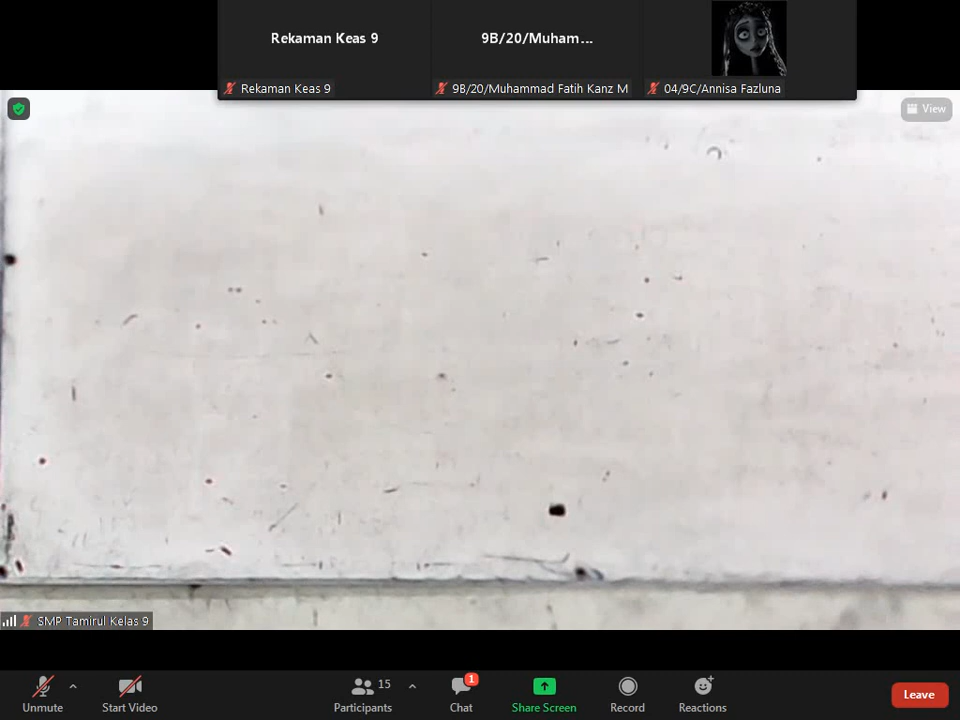 Rekaman Keas 9
9B/20/Muham...
Rekaman Keas 9
9B/20/Muhammad Fatih Kanz M
04/9C/Annisa Fazluna
View
SMP Tamirul Kelas 9
15
1
Unmute
Start Video
Participants
Chat
Share Screen
Record
Reactions
Leave